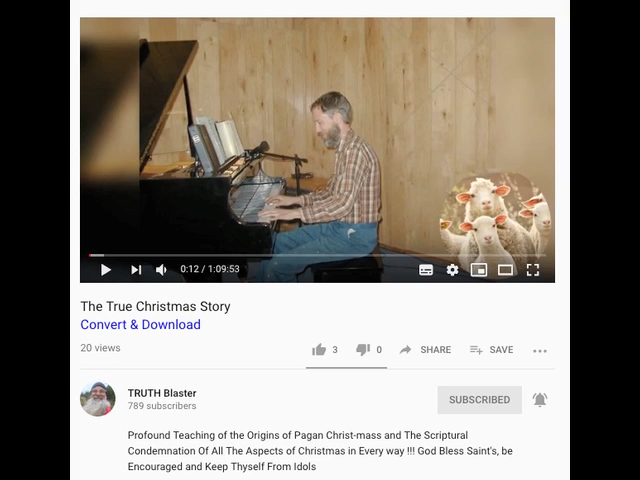 0:12 / 1:09:53
The True Christmas Story
Convert & Download
20 views
3
0
SHARE
SAVE
TRUTH Blaster
789 subscribers
SUBSCRIBED
Profound Teaching of the Origins of Pagan Christ-mass and The Scriptural
Condemnation Of All The Aspects of Christmas in Every way !!! God Bless Saint's, be
Encouraged and Keep Thyself From Idols